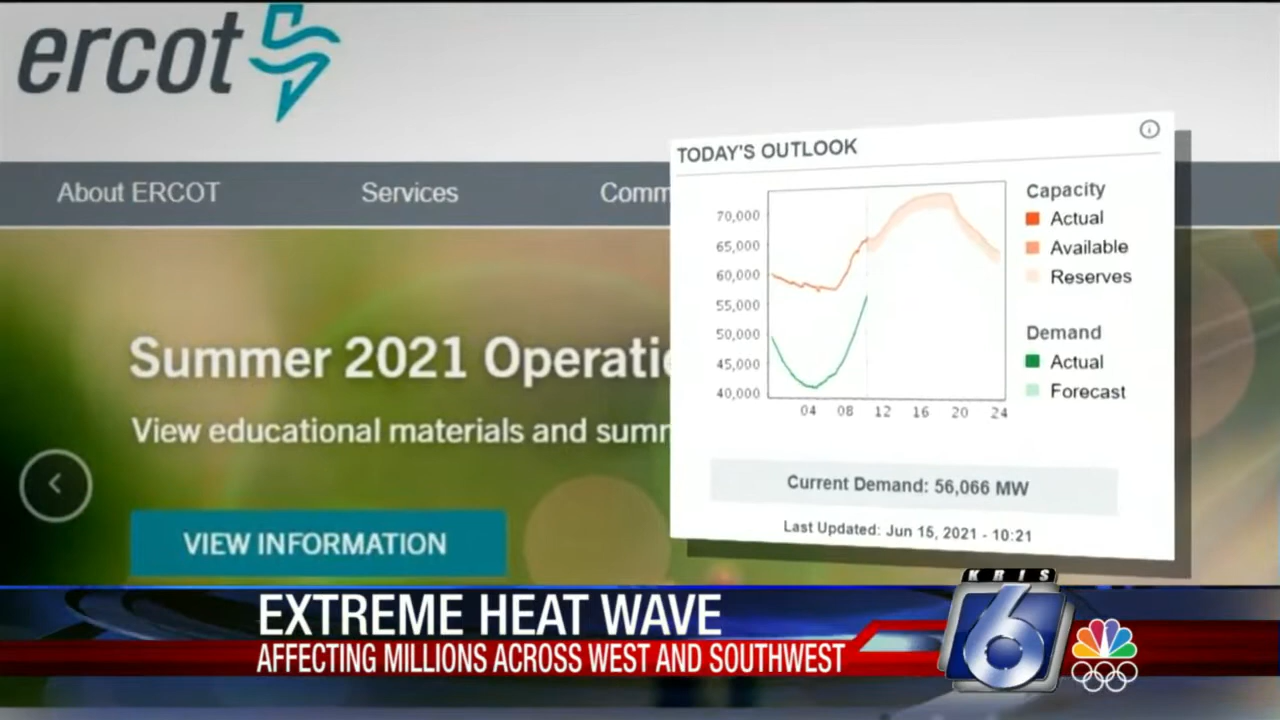 ercot
About ERCOT
Services
Comm
Summer 2021 Operatio
View educational materials and summ
VIEW INFORMATION
TODAY'S OUTLOOK
70,000
65,000
60,000
55,000
50,000
45,000
40,000
04 08 12 16 20 24
Capacity
Actual
Available
Reserves
Demand
Actual
Forecast
Current Demand: 56,066 MW
Last Updated: Jun 15, 2021 - 10:21
EXTREME HEAT WAVE
AFFECTING MILLIONS ACROSS WEST AND SOUTHWEST
KRIS
6